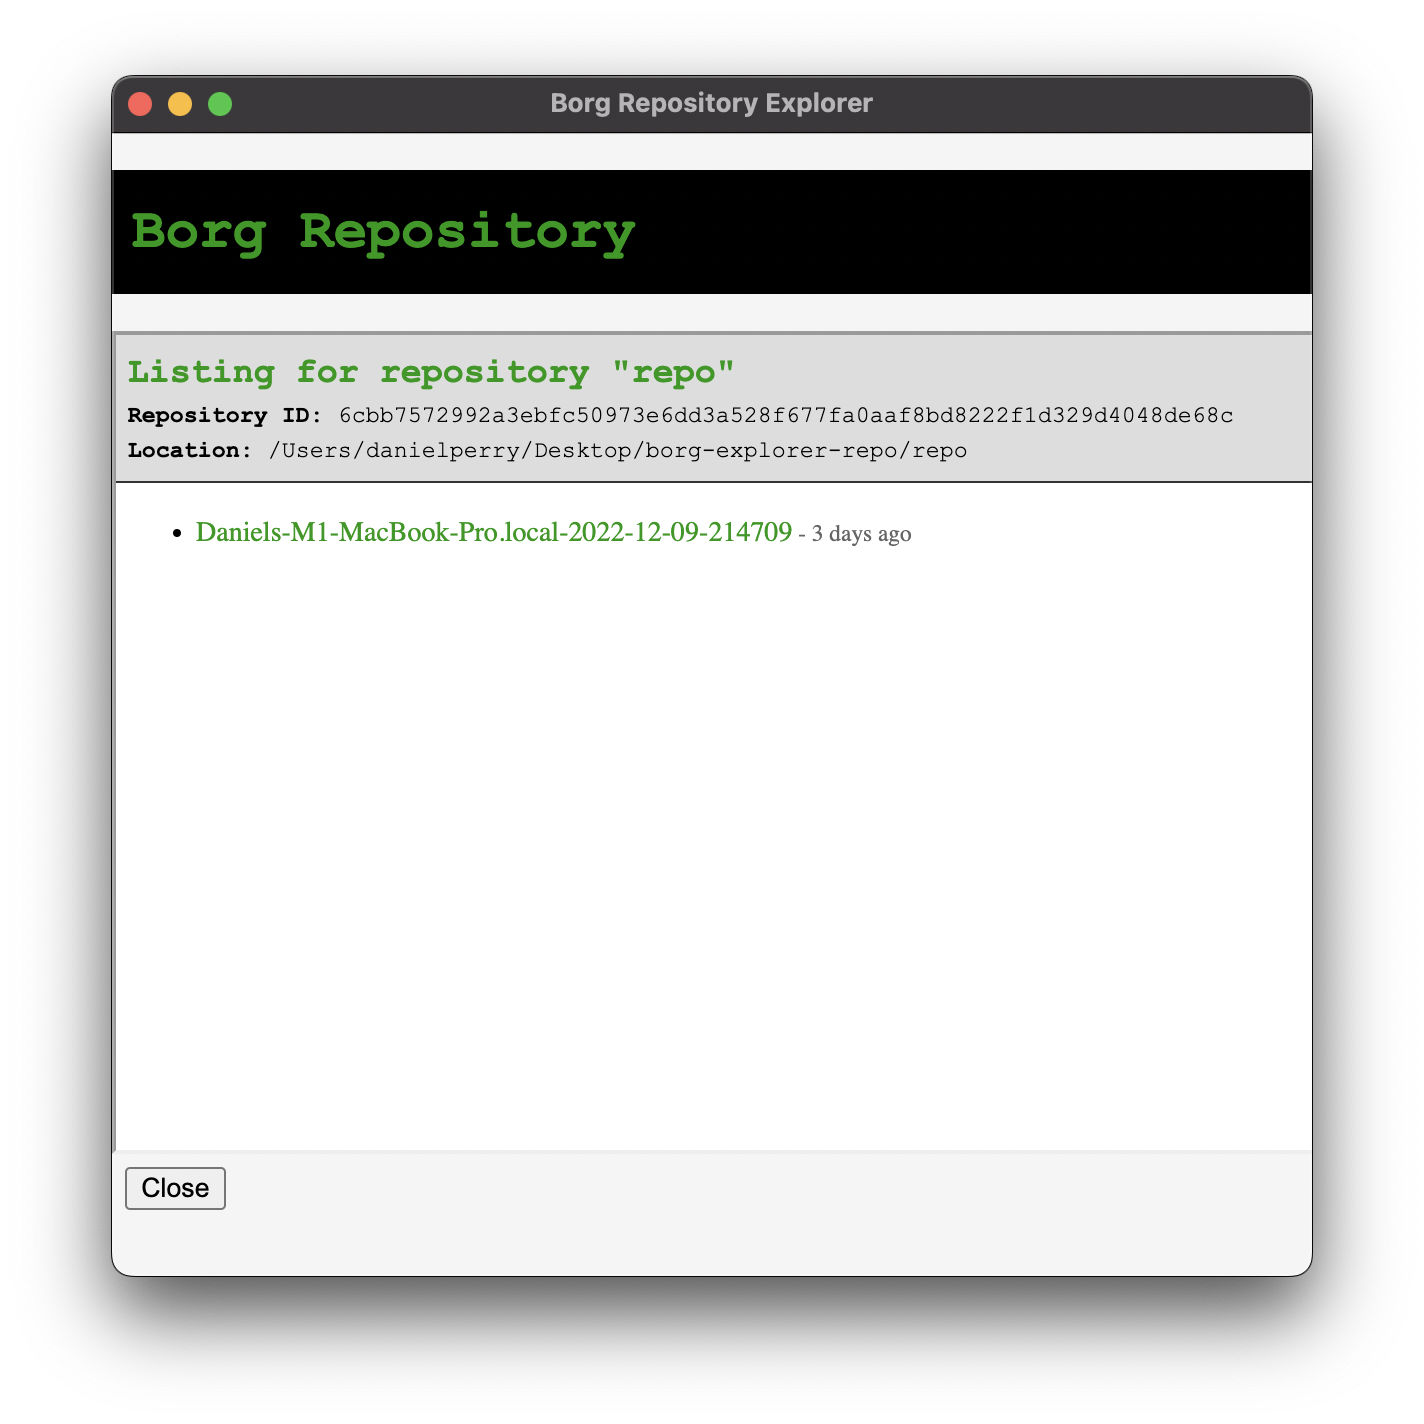 Borg Repository Explorer
Borg Repository
Listing for repository "repo"
Repository ID: 6cbb7572992a3ebfc50973e6dd3a528f677fa0aaf8bd8222f1d329d4048de68c
Location: /Users/danielperry/Desktop/borg-explorer-repo/repo
• Daniels-M1-MacBook-Pro.local-2022-12-09-214709 - 3 days ago
Close